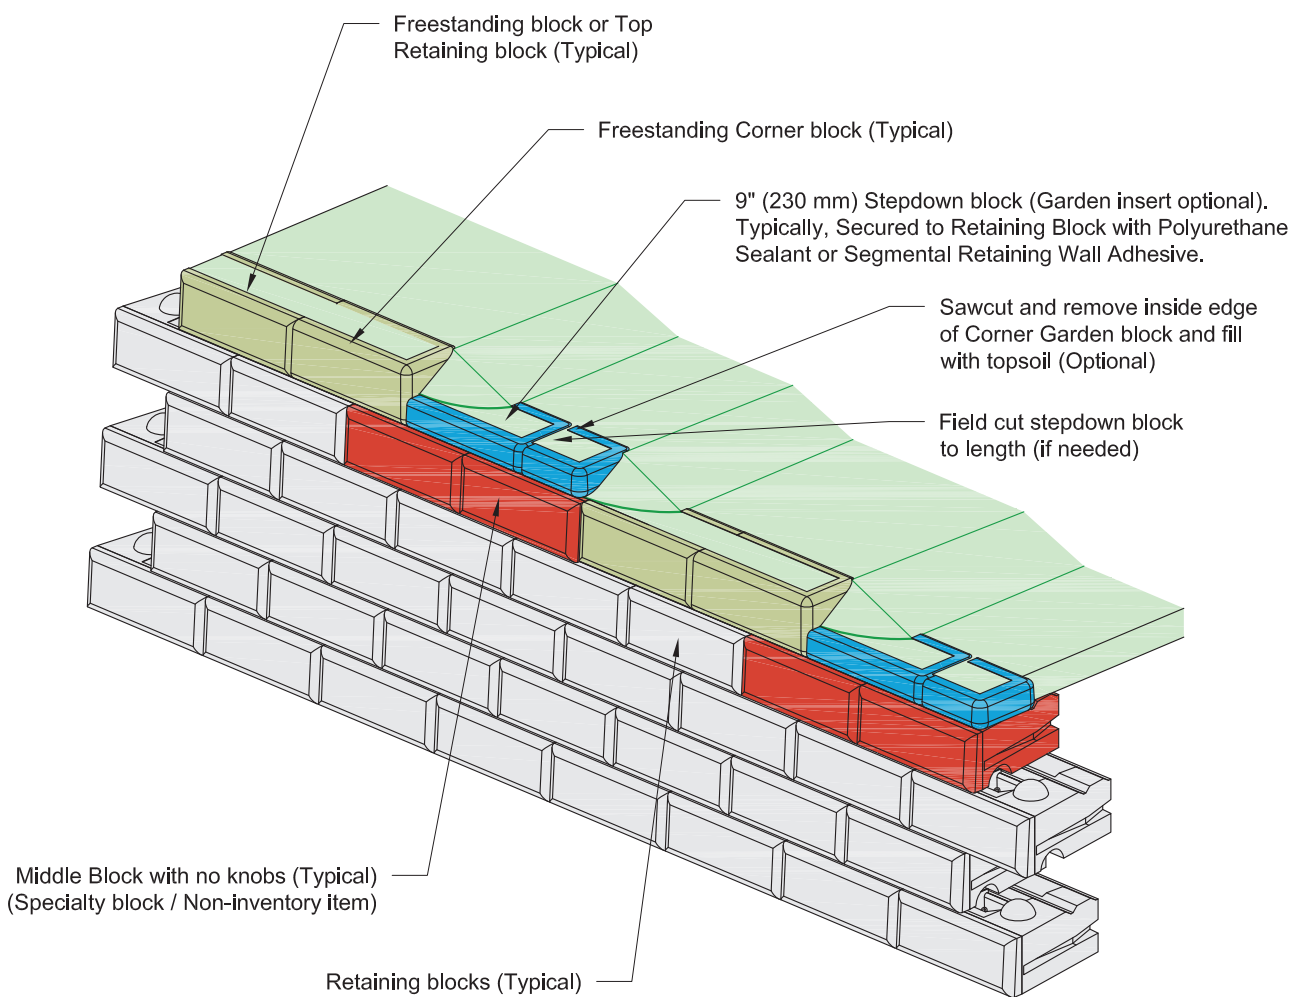 Freestanding block or Top
Retaining block (Typical)
Freestanding Corner block (Typical)
9" (230 mm) Stepdown block (Garden insert optional).
Typically, Secured to Retaining Block with Polyurethane
Sealant or Segmental Retaining Wall Adhesive.
Sawcut and remove inside edge
of Corner Garden block and fill
with topsoil (Optional)
Field cut stepdown block
to length (if needed)
Middle Block with no knobs (Typical)
(Specialty block / Non-inventory item)
Retaining blocks (Typical)